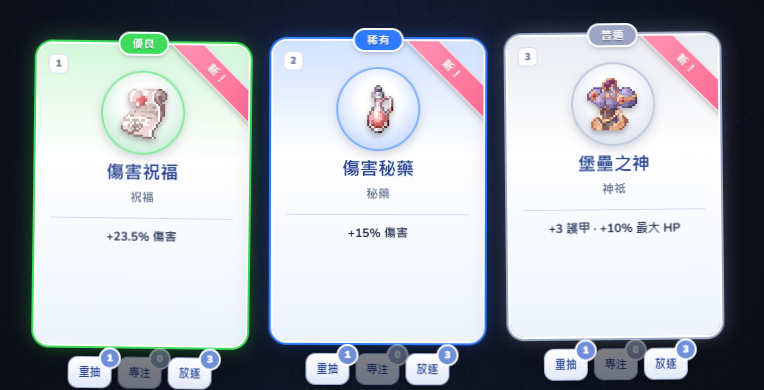 優良
1
新！
傷害祝福
祝福
+23.5% 傷害
重抽
1
專注
0
放逐
3
稀有
2
新！
傷害秘藥
秘藥
+15% 傷害
重抽
1
專注
0
放逐
3
普通
3
新！
堡壘之神
神祇
+3 護甲 · +10% 最大 HP
重抽
1
專注
0
放逐
3